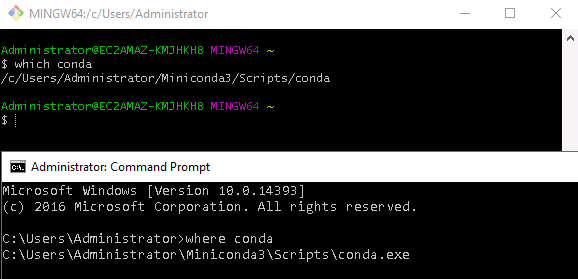 MINGW64:/c/Users/Administrator
Administrator@EC2AMAZ-KMJHKH8 MINGW64 ~
$ which conda
/c/Users/Administrator/Miniconda3/Scripts/conda
Administrator@EC2AMAZ-KMJHKH8 MINGW64 ~
$
Administrator: Command Prompt
Microsoft Windows [Version 10.0.14393]
(c) 2016 Microsoft Corporation. All rights reserved.
C:\Users\Administrator>where conda
C:\Users\Administrator\Miniconda3\Scripts\conda.exe